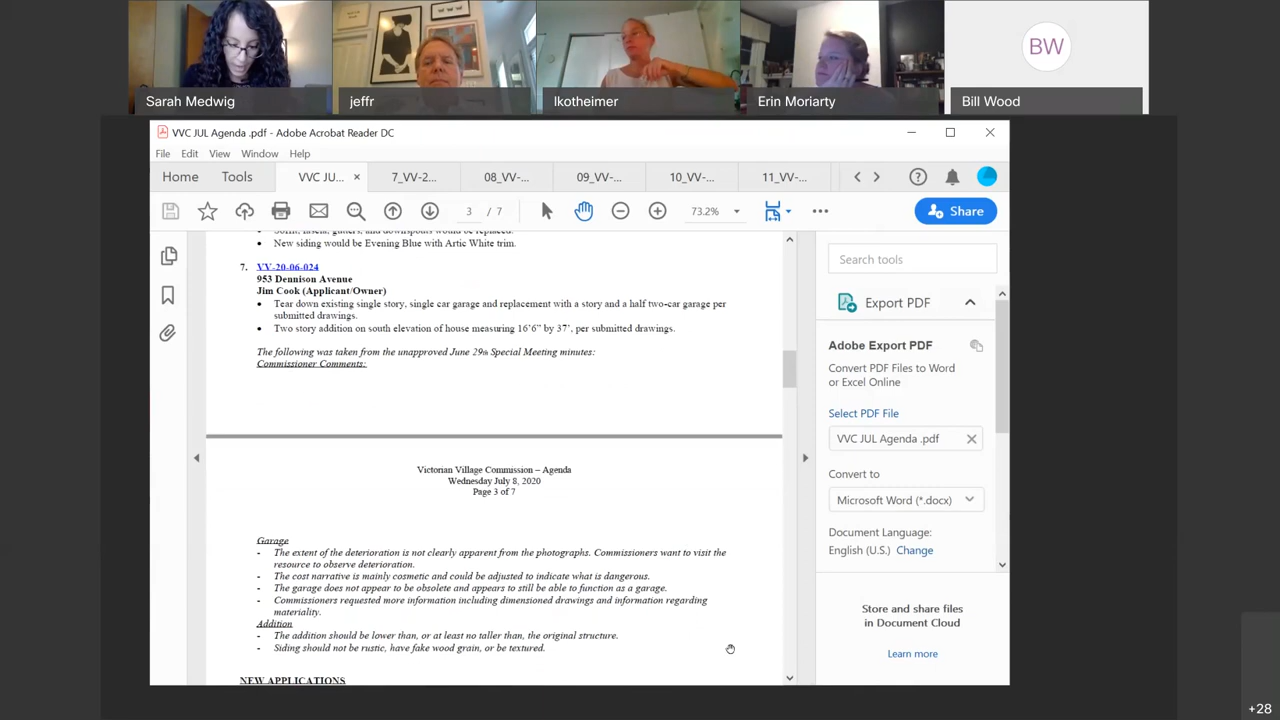 BW
Sarah Medwig
jeffr
lkotheimer
Erin Moriarty
Bill Wood
VVC JUL Agenda .pdf - Adobe Acrobat Reader DC
File Edit View Window Help
Home Tools VVC JU... × 7_VV-2... 08_VV-... 09_VV-... 10_VV-... 11_VV-...
3 / 7 73.2% Share
Soffit, fascia, gutters, and downspouts would be replaced.
• New siding would be Evening Blue with Artic White trim.
7. VV-20-06-024
953 Dennison Avenue
Jim Cook (Applicant/Owner)
• Tear down existing single story, single car garage and replacement with a story and a half two-car garage per
submitted drawings.
• Two story addition on south elevation of house measuring 16'6" by 37', per submitted drawings.
The following was taken from the unapproved June 29th Special Meeting minutes:
Commissioner Comments:
Victorian Village Commission – Agenda
Wednesday July 8, 2020
Page 3 of 7
Garage
- The extent of the deterioration is not clearly apparent from the photographs. Commissioners want to visit the
resource to observe deterioration.
- The cost narrative is mainly cosmetic and could be adjusted to indicate what is dangerous.
- The garage does not appear to be obsolete and appears to still be able to function as a garage.
- Commissioners requested more information including dimensioned drawings and information regarding
materiality.
Addition
- The addition should be lower than, or at least no taller than, the original structure.
- Siding should not be rustic, have fake wood grain, or be textured.
NEW APPLICATIONS
Search tools
Export PDF
Adobe Export PDF
Convert PDF Files to Word
or Excel Online
Select PDF File
VVC JUL Agenda .pdf
Convert to
Microsoft Word (*.docx)
Document Language:
English (U.S.) Change
Store and share files
in Document Cloud
Learn more
+28